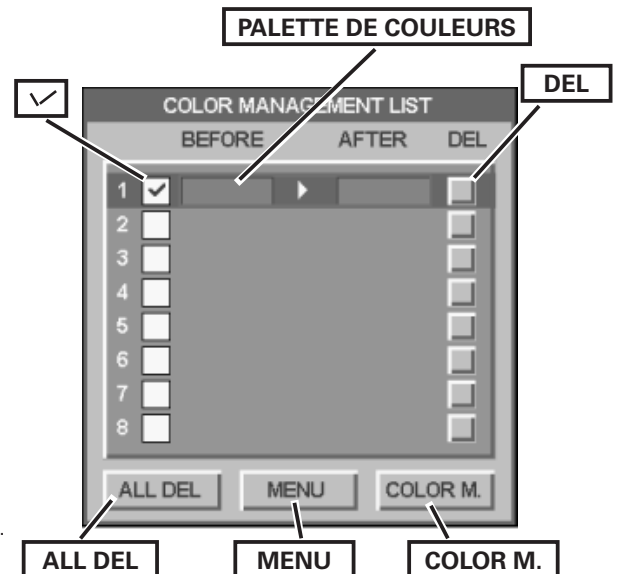 PALETTE DE COULEURS
DEL
COLOR MANAGEMENT LIST
BEFORE AFTER DEL
1
2
3
4
5
6
7
8
ALL DEL MENU COLOR M.
ALL DEL MENU COLOR M.